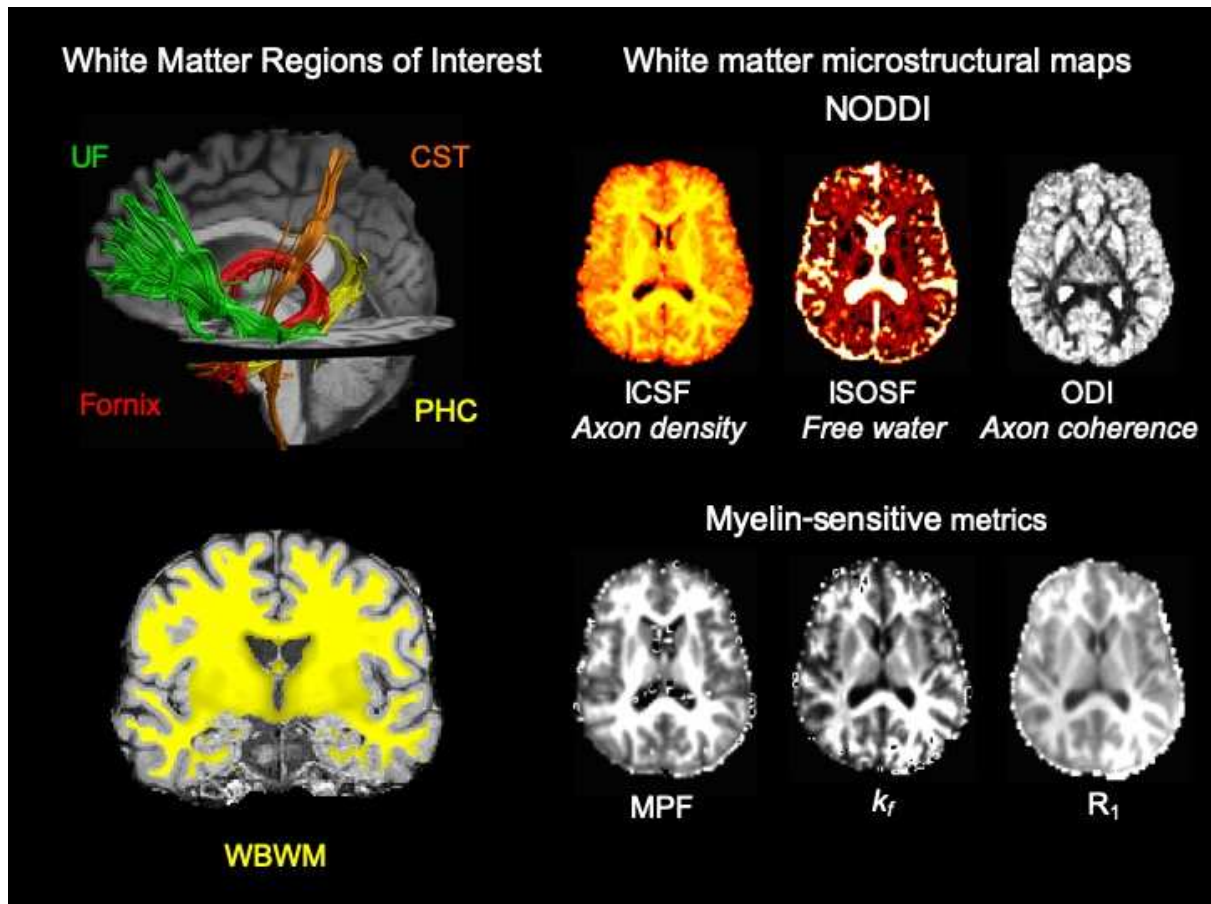 White Matter Regions of Interest
UF
CST
Fornix
PHC
WBWM
White matter microstructural maps
NODDI
ICSF
Axon density
ISOSF
Free water
ODI
Axon coherence
Myelin-sensitive metrics
MPF
k_f
R₁